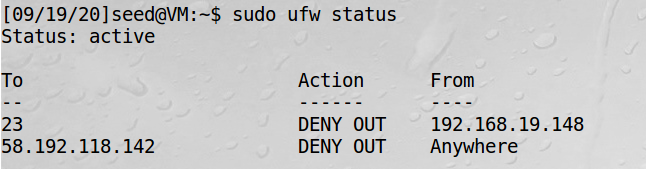 [09/19/20]seed@VM:~$ sudo ufw status
Status: active
To Action From
-- ------ ----
23 DENY OUT 192.168.19.148
58.192.118.142 DENY OUT Anywhere